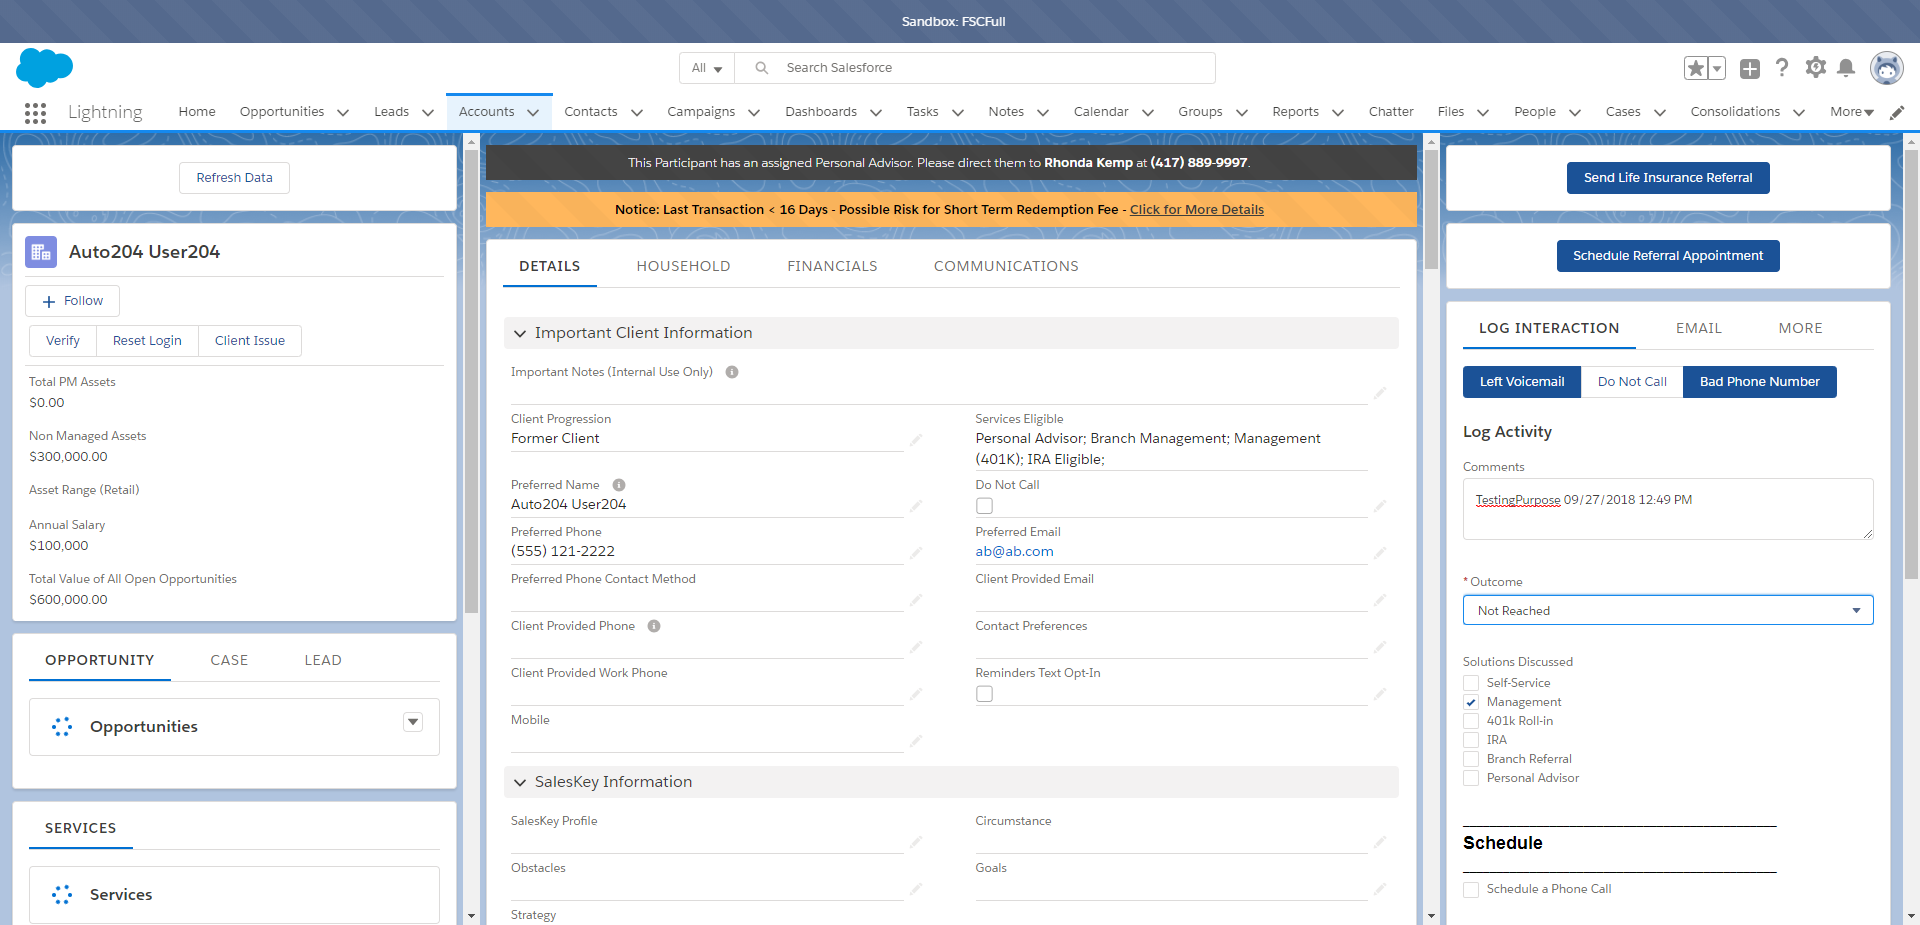 Sandbox: FSCFull
All
Search Salesforce
Lightning
Home
Opportunities
Leads
Accounts
Contacts
Campaigns
Dashboards
Tasks
Notes
Calendar
Groups
Reports
Chatter
Files
People
Cases
Consolidations
More
Refresh Data
Auto204 User204
Follow
Verify
Reset Login
Client Issue
Total PM Assets
$0.00
Non Managed Assets
$300,000.00
Asset Range (Retail)
Annual Salary
$100,000
Total Value of All Open Opportunities
$600,000.00
OPPORTUNITY
CASE
LEAD
Opportunities
SERVICES
Services
This Participant has an assigned Personal Advisor. Please direct them to Rhonda Kemp at (417) 889-9997.
Notice: Last Transaction < 16 Days - Possible Risk for Short Term Redemption Fee - Click for More Details
DETAILS
HOUSEHOLD
FINANCIALS
COMMUNICATIONS
Important Client Information
Important Notes (Internal Use Only)
Client Progression
Former Client
Services Eligible
Personal Advisor; Branch Management; Management
(401K); IRA Eligible;
Preferred Name
Auto204 User204
Do Not Call
Preferred Phone
(555) 121-2222
Preferred Email
ab@ab.com
Preferred Phone Contact Method
Client Provided Email
Client Provided Phone
Contact Preferences
Client Provided Work Phone
Reminders Text Opt-In
Mobile
SalesKey Information
SalesKey Profile
Circumstance
Obstacles
Goals
Strategy
Send Life Insurance Referral
Schedule Referral Appointment
LOG INTERACTION
EMAIL
MORE
Left Voicemail
Do Not Call
Bad Phone Number
Log Activity
Comments
TestingPurpose 09/27/2018 12:49 PM
*Outcome
Not Reached
Solutions Discussed
Self-Service
Management
401k Roll-in
IRA
Branch Referral
Personal Advisor
Schedule
Schedule a Phone Call